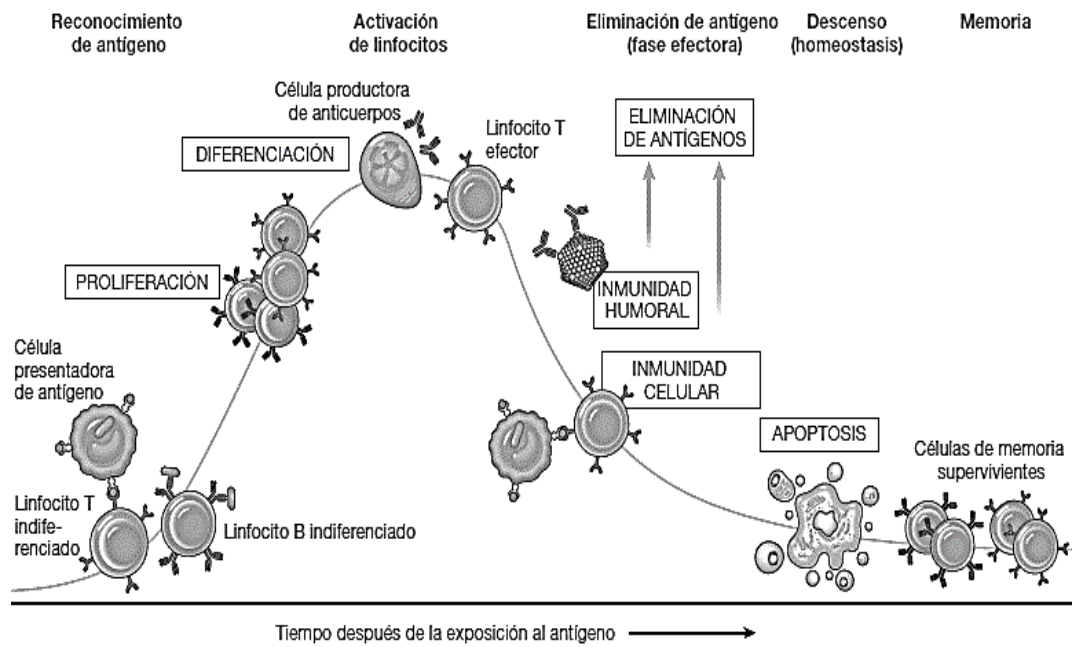 Reconocimiento
de antígeno
Activación
de linfocitos
Eliminación de antígeno
(fase efectora)
Descenso
(homeostasis)
Memoria
Célula productora
de anticuerpos
DIFERENCIACIÓN
Linfocito T
efector
ELIMINACIÓN
DE ANTÍGENOS
PROLIFERACIÓN
INMUNIDAD
HUMORAL
Célula
presentadora
de antígeno
INMUNIDAD
CELULAR
APOPTOSIS
Células de memoria
supervivientes
Linfocito T
indife-
renciado
Linfocito B indiferenciado
Tiempo después de la exposición al antígeno